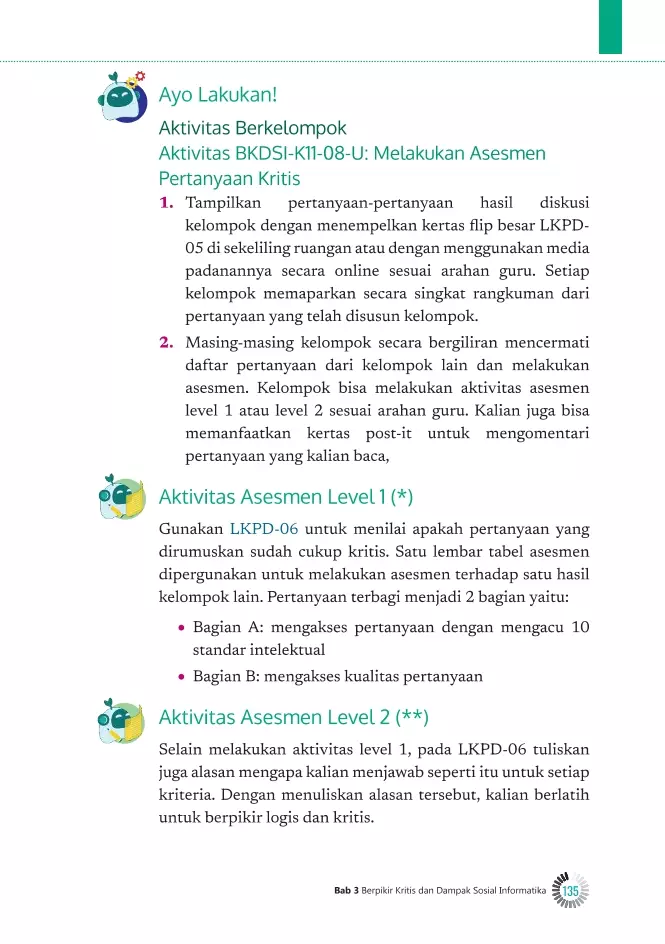 Ayo Lakukan!
Aktivitas Berkelompok
Aktivitas BKDSI-K11-08-U: Melakukan Asesmen
Pertanyaan Kritis
1. Tampilkan pertanyaan-pertanyaan hasil diskusi
kelompok dengan menempelkan kertas flip besar LKPD-
05 di sekeliling ruangan atau dengan menggunakan media
padanannya secara online sesuai arahan guru. Setiap
kelompok memaparkan secara singkat rangkuman dari
pertanyaan yang telah disusun kelompok.
2. Masing-masing kelompok secara bergiliran mencermati
daftar pertanyaan dari kelompok lain dan melakukan
asesmen. Kelompok bisa melakukan aktivitas asesmen
level 1 atau level 2 sesuai arahan guru. Kalian juga bisa
memanfaatkan kertas post-it untuk mengomentari
pertanyaan yang kalian baca,
Aktivitas Asesmen Level 1 (*)
Gunakan LKPD-06 untuk menilai apakah pertanyaan yang
dirumuskan sudah cukup kritis. Satu lembar tabel asesmen
dipergunakan untuk melakukan asesmen terhadap satu hasil
kelompok lain. Pertanyaan terbagi menjadi 2 bagian yaitu:
• Bagian A: mengakses pertanyaan dengan mengacu 10
standar intelektual
• Bagian B: mengakses kualitas pertanyaan
Aktivitas Asesmen Level 2 (**)
Selain melakukan aktivitas level 1, pada LKPD-06 tuliskan
juga alasan mengapa kalian menjawab seperti itu untuk setiap
kriteria. Dengan menuliskan alasan tersebut, kalian berlatih
untuk berpikir logis dan kritis.
Bab 3 Berpikir Kritis dan Dampak Sosial Informatika 135